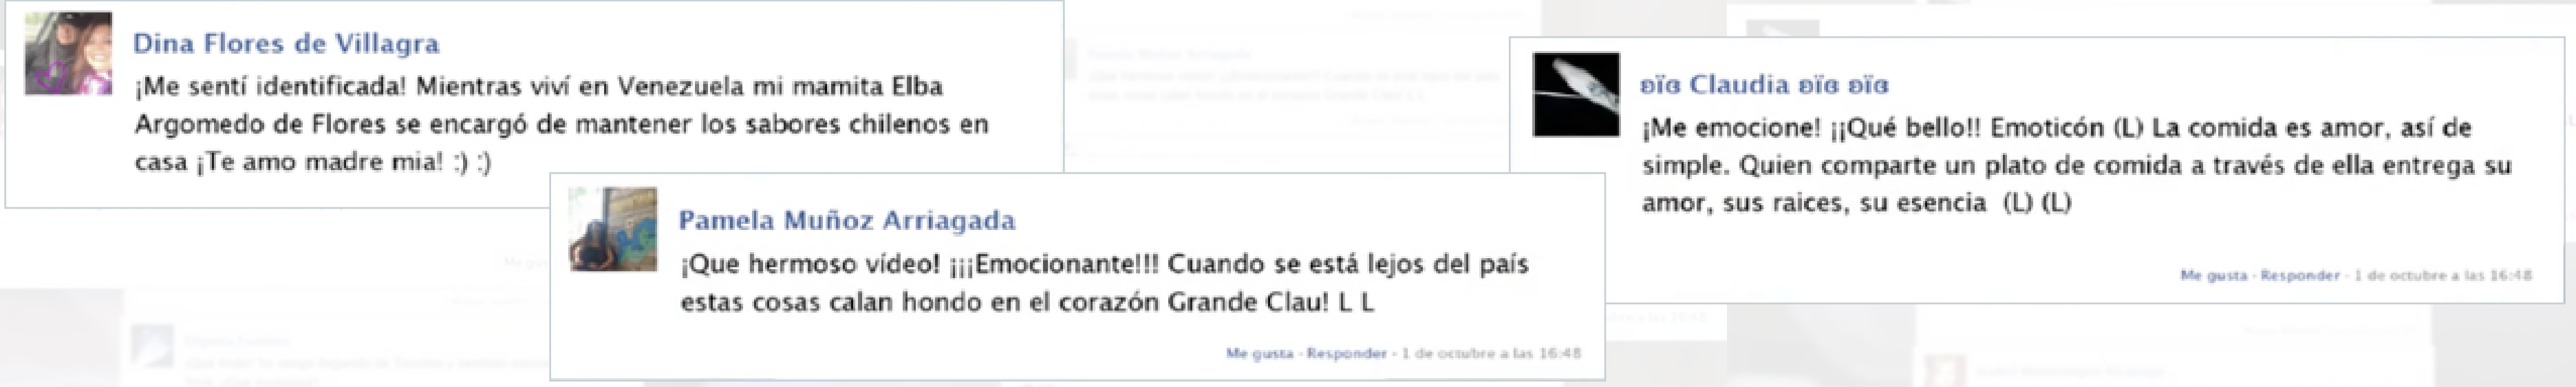 Dina Flores de Villagra
¡Me sentí identificada! Mientras viví en Venezuela mi mamita Elba
Argomedo de Flores se encargó de mantener los sabores chilenos en
casa ¡Te amo madre mia! :) :)
Pamela Muñoz Arriagada
¡Que hermoso vídeo! ¡¡¡Emocionante!!! Cuando se está lejos del país
estas cosas calan hondo en el corazón Grande Clau! L L
Me gusta · Responder · 1 de octubre a las 16:48
ʚïɞ Claudia ʚïɞ ʚïɞ
¡Me emocione! ¡¡Qué bello!! Emoticón (L) La comida es amor, así de
simple. Quien comparte un plato de comida a través de ella entrega su
amor, sus raices, su esencia  (L) (L)
Me gusta · Responder · 1 de octubre a las 16:48